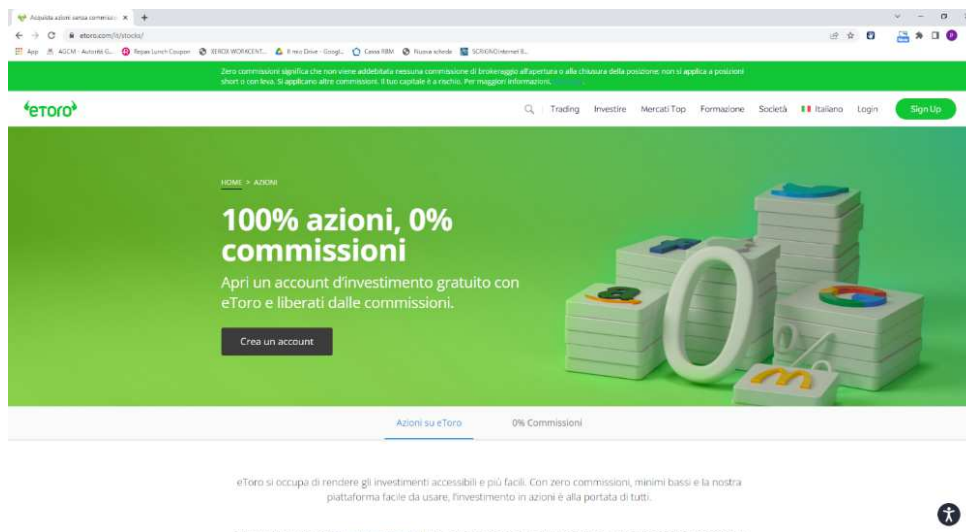 Acquista azioni senza commissio
etoro.com/it/stocks/
App
AGCM - Autorità G...
Repas Lunch Coupon
XEROX WORKCENT...
Il mio Drive - Googl...
Cassa RBM
Nuova scheda
SCRIGNOInternet B...
Zero commissioni significa che non viene addebitata nessuna commissione di brokeraggio all'apertura o alla chiusura della posizione; non si applica a posizioni
short o con leva. Si applicano altre commissioni. Il tuo capitale è a rischio. Per maggiori informazioni,
eToro
Trading
Investire
Mercati Top
Formazione
Società
Italiano
Login
Sign Up
HOME > AZIONI
100% azioni, 0%
commissioni
Apri un account d'investimento gratuito con
eToro e liberati dalle commissioni.
Crea un account
0%
Azioni su eToro
0% Commissioni
eToro si occupa di rendere gli investimenti accessibili e più facili. Con zero commissioni, minimi bassi e la nostra
piattaforma facile da usare, l'investimento in azioni è alla portata di tutti.